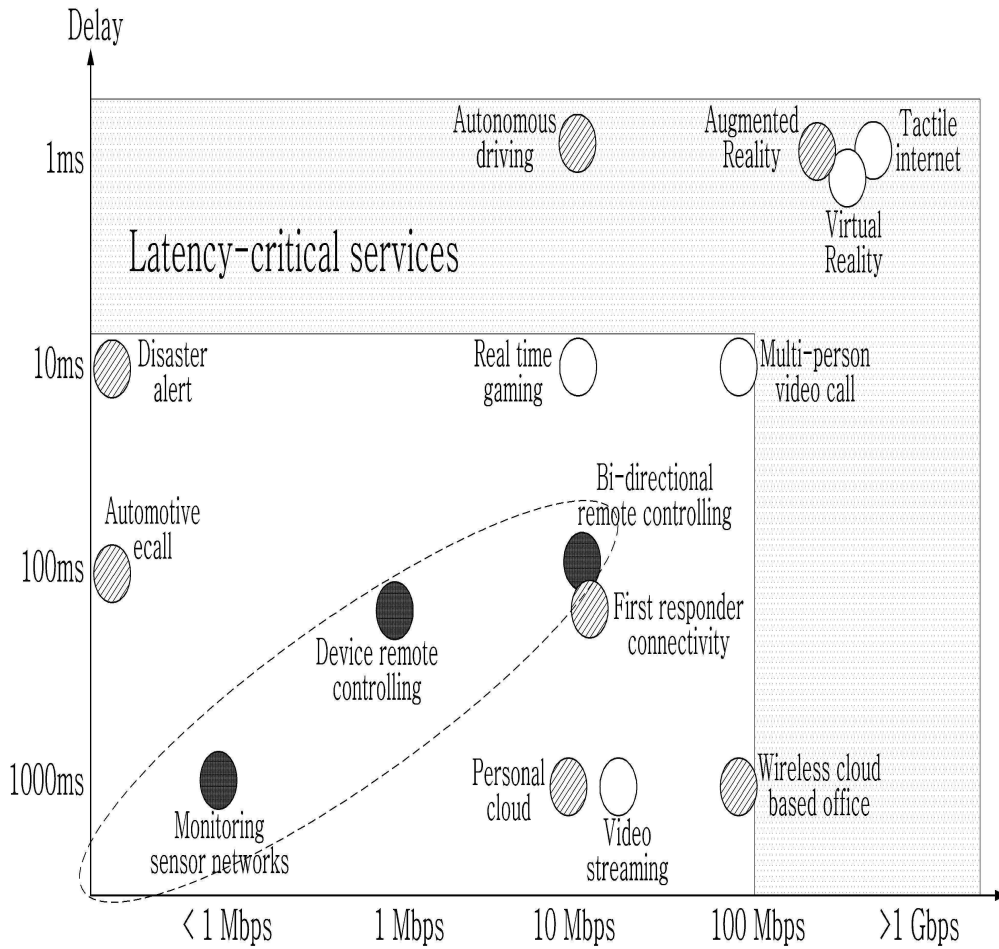 Delay
1ms
Autonomous
driving
Augmented
Reality
Tactile
internet
Virtual
Reality
Latency-critical services
10ms
Disaster
alert
Real time
gaming
Multi-person
video call
Bi-directional
remote controlling
Automotive
ecall
100ms
First responder
connectivity
Device remote
controlling
1000ms
Monitoring
sensor networks
Personal
cloud
Video
streaming
Wireless cloud
based office
< 1 Mbps
1 Mbps
10 Mbps
100 Mbps
>1 Gbps